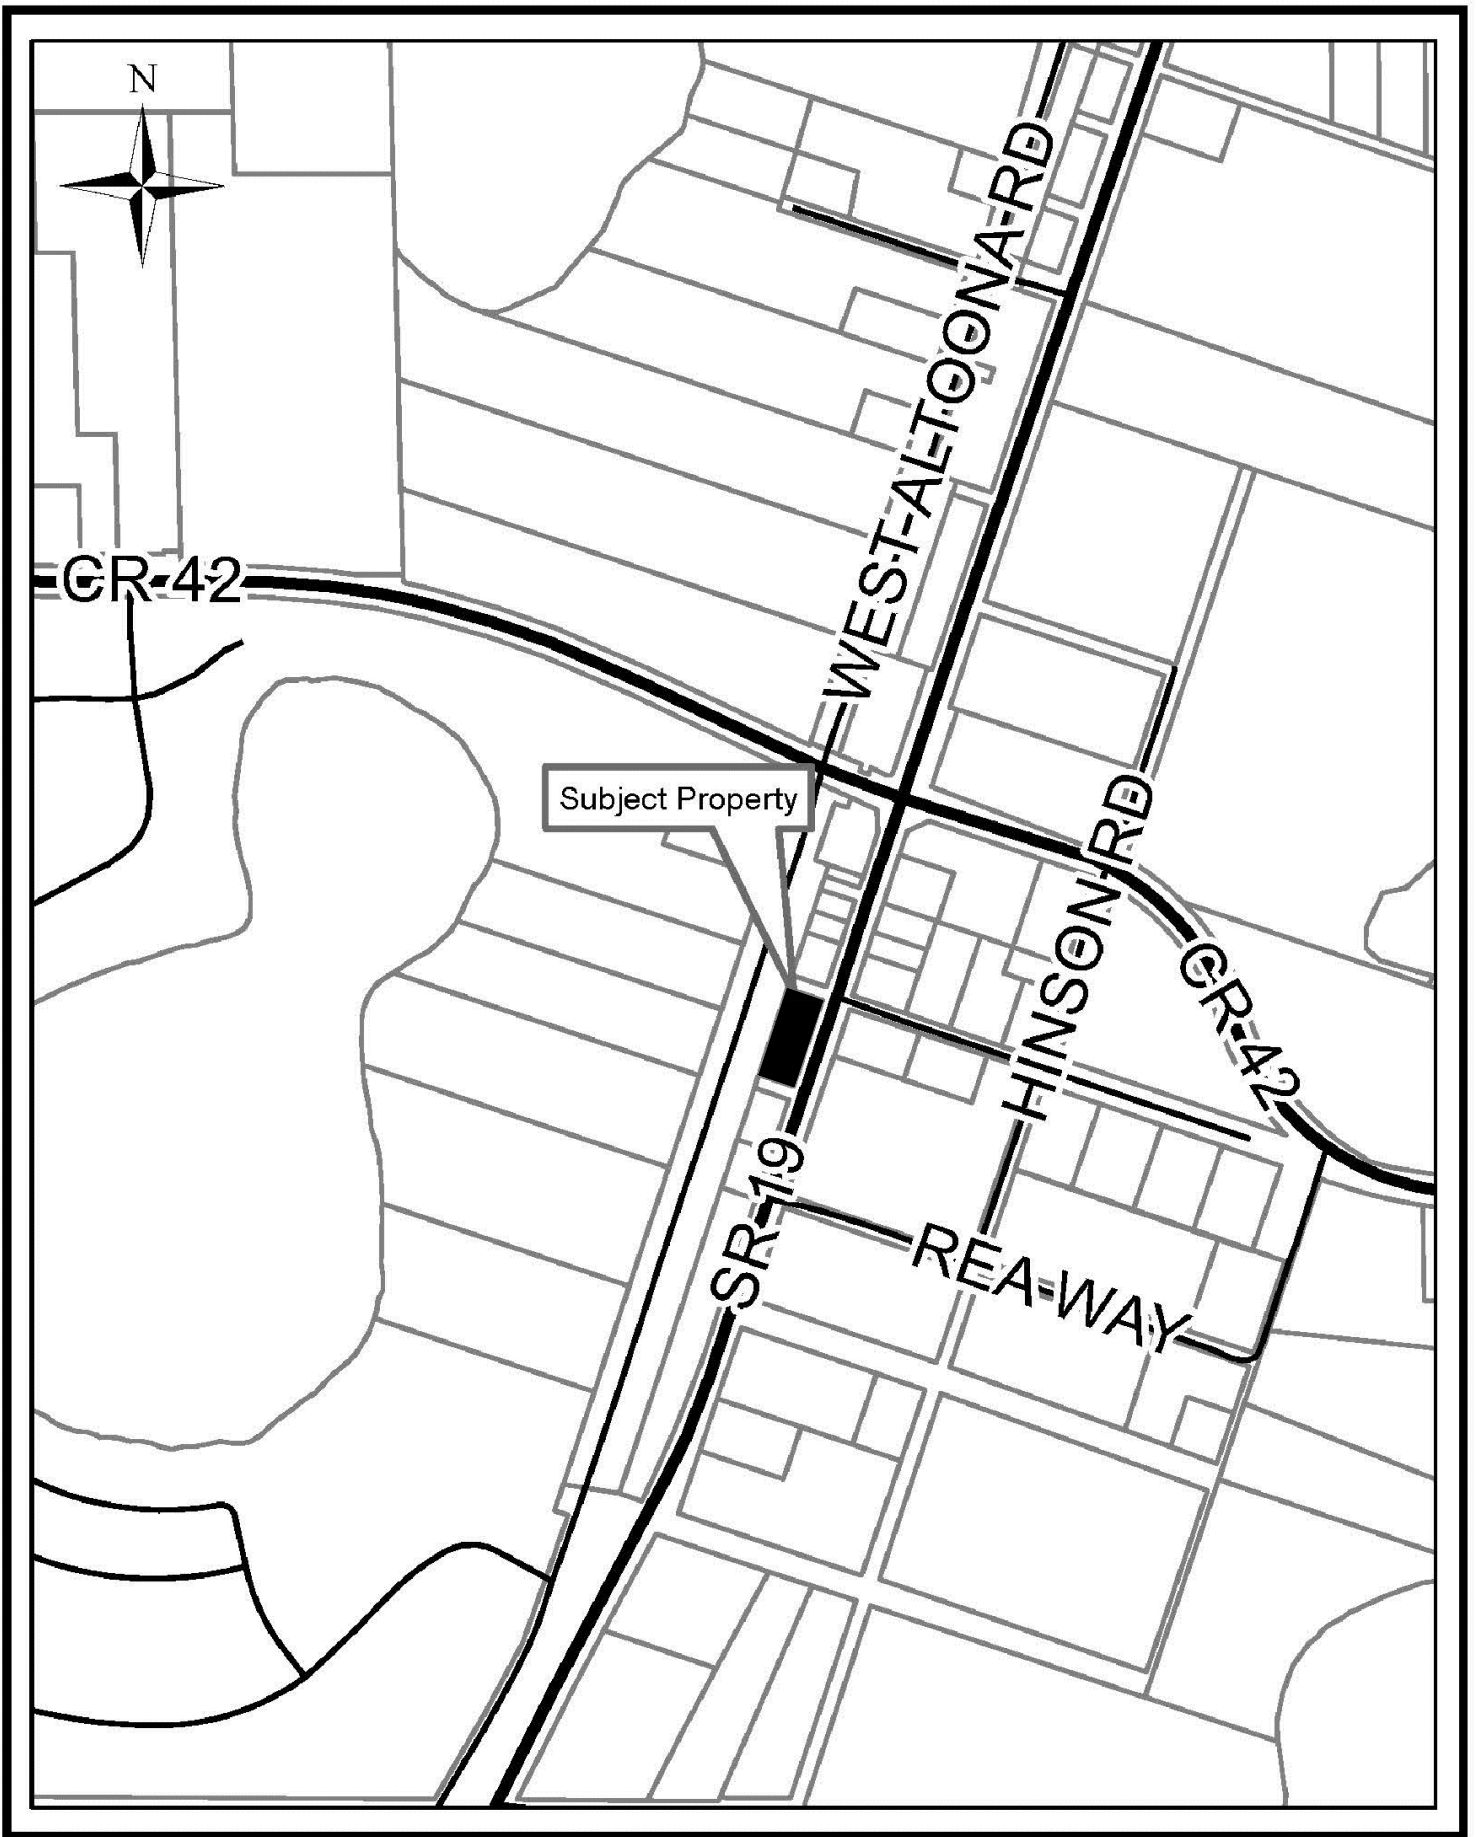 N
WEST ALTOONA RD
CR 42
Subject Property
HINSON RD
CR 42
SR 19
REA WAY